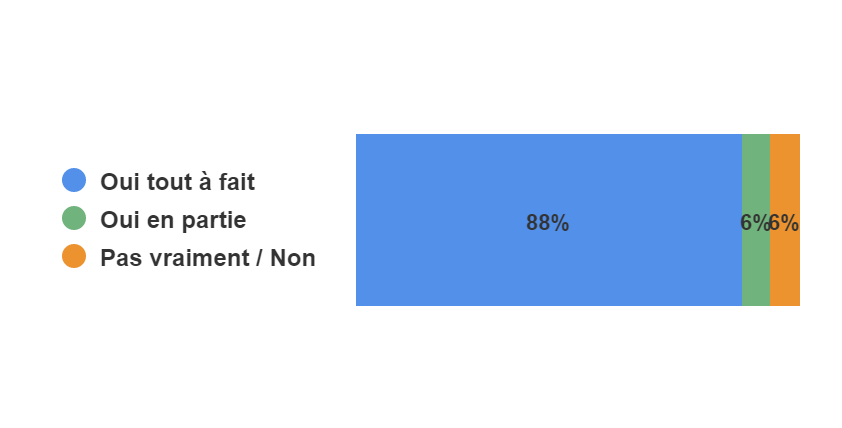 Oui tout à fait
Oui en partie
Pas vraiment / Non
88%
6%
6%